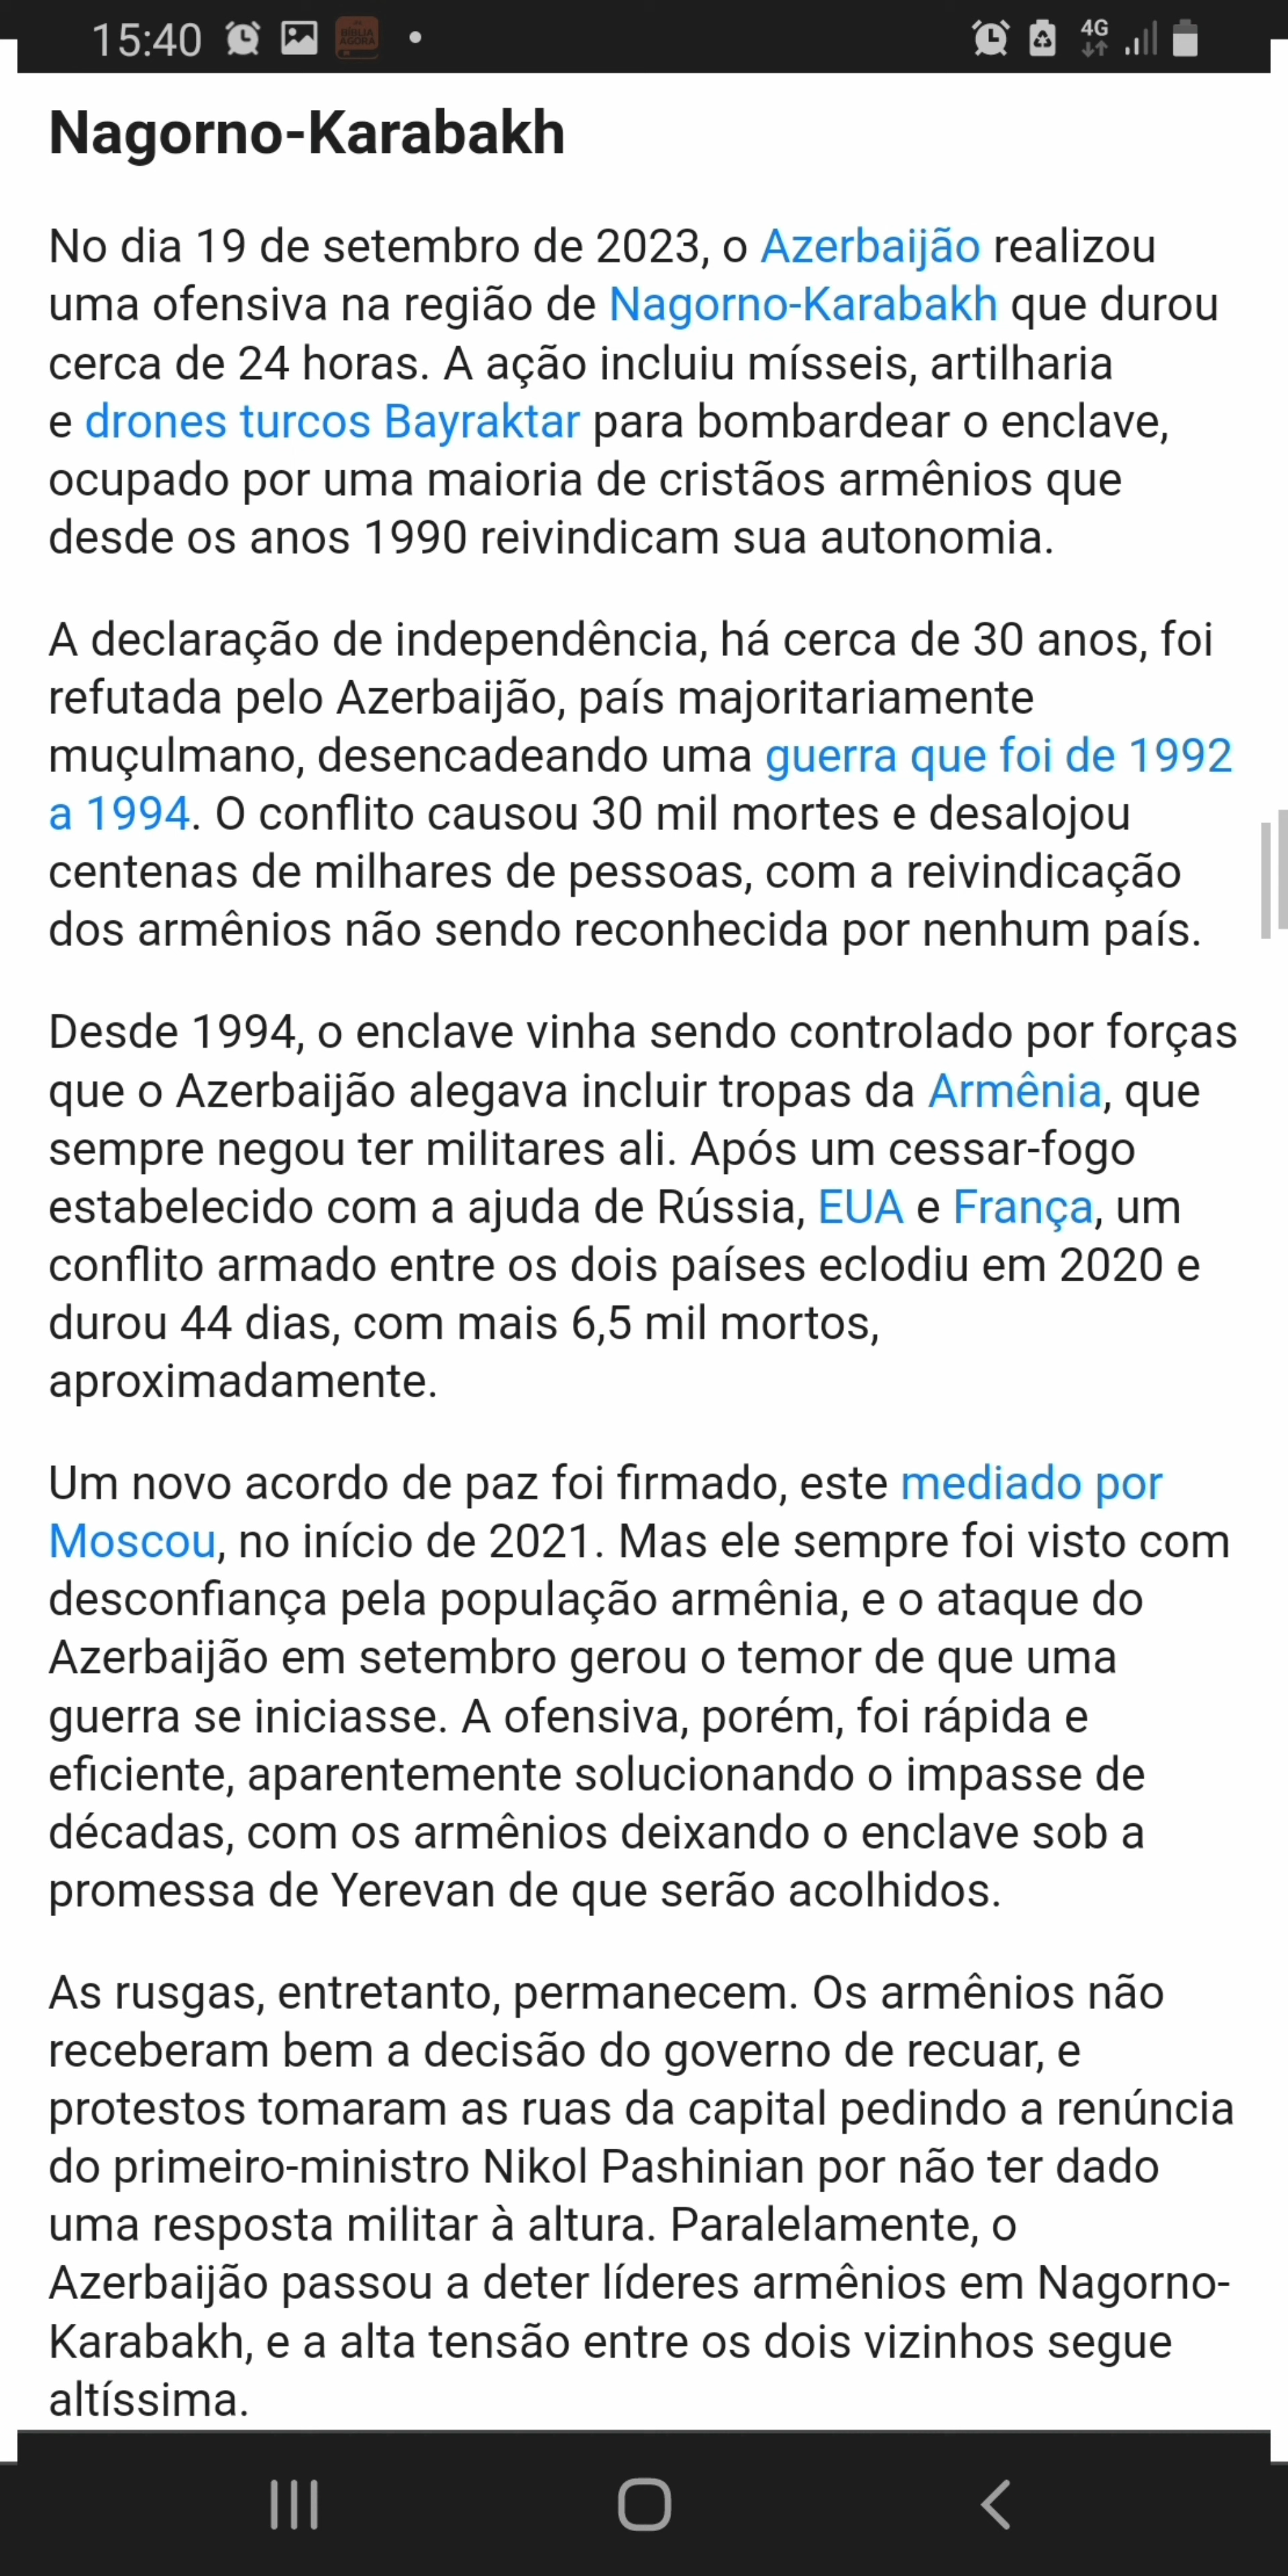 15:40
BÍBLIA
AGORA
4G
Nagorno-Karabakh
No dia 19 de setembro de 2023, o Azerbaijão realizou
uma ofensiva na região de Nagorno-Karabakh que durou
cerca de 24 horas. A ação incluiu mísseis, artilharia
e drones turcos Bayraktar para bombardear o enclave,
ocupado por uma maioria de cristãos armênios que
desde os anos 1990 reivindicam sua autonomia.
A declaração de independência, há cerca de 30 anos, foi
refutada pelo Azerbaijão, país majoritariamente
muçulmano, desencadeando uma guerra que foi de 1992
a 1994. O conflito causou 30 mil mortes e desalojou
centenas de milhares de pessoas, com a reivindicação
dos armênios não sendo reconhecida por nenhum país.
Desde 1994, o enclave vinha sendo controlado por forças
que o Azerbaijão alegava incluir tropas da Armênia, que
sempre negou ter militares ali. Após um cessar-fogo
estabelecido com a ajuda de Rússia, EUA e França, um
conflito armado entre os dois países eclodiu em 2020 e
durou 44 dias, com mais 6,5 mil mortos,
aproximadamente.
Um novo acordo de paz foi firmado, este mediado por
Moscou, no início de 2021. Mas ele sempre foi visto com
desconfiança pela população armênia, e o ataque do
Azerbaijão em setembro gerou o temor de que uma
guerra se iniciasse. A ofensiva, porém, foi rápida e
eficiente, aparentemente solucionando o impasse de
décadas, com os armênios deixando o enclave sob a
promessa de Yerevan de que serão acolhidos.
As rusgas, entretanto, permanecem. Os armênios não
receberam bem a decisão do governo de recuar, e
protestos tomaram as ruas da capital pedindo a renúncia
do primeiro-ministro Nikol Pashinian por não ter dado
uma resposta militar à altura. Paralelamente, o
Azerbaijão passou a deter líderes armênios em Nagorno-
Karabakh, e a alta tensão entre os dois vizinhos segue
altíssima.